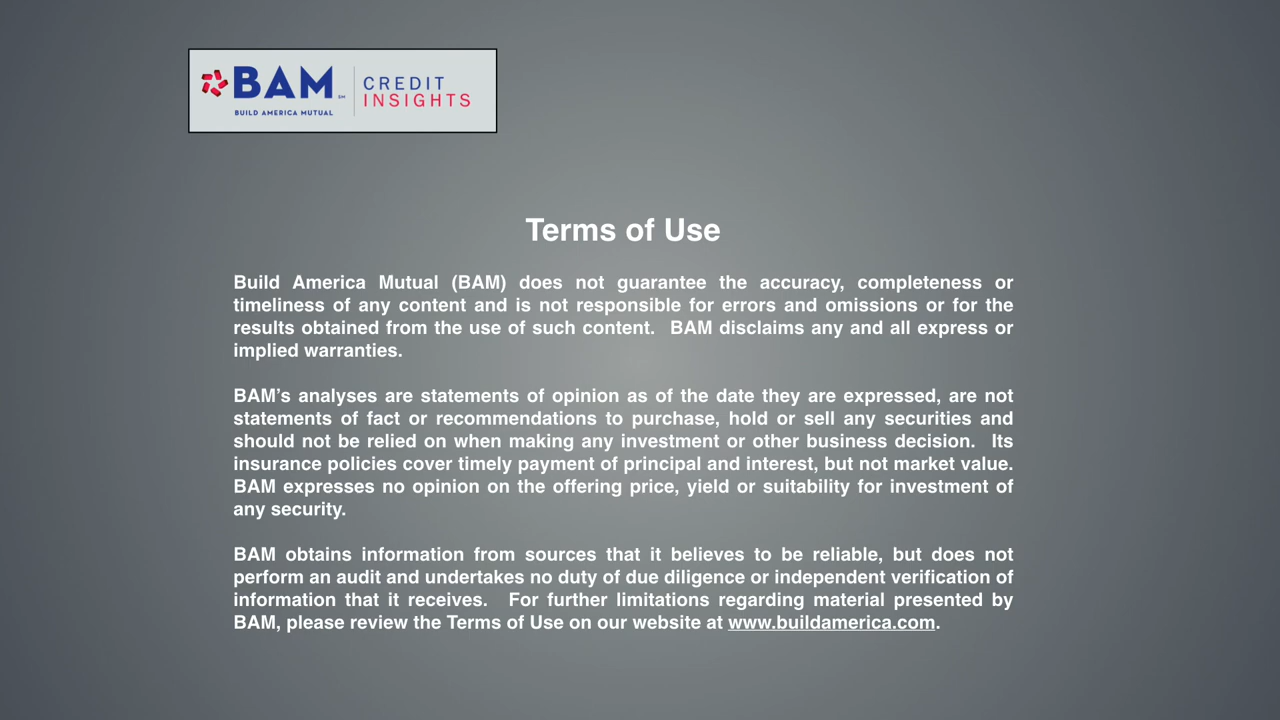 BAM SM
BUILD AMERICA MUTUAL
CREDIT
INSIGHTS
Terms of Use
Build America Mutual (BAM) does not guarantee the accuracy, completeness or
timeliness of any content and is not responsible for errors and omissions or for the
results obtained from the use of such content.  BAM disclaims any and all express or
implied warranties.
BAM’s analyses are statements of opinion as of the date they are expressed, are not
statements of fact or recommendations to purchase, hold or sell any securities and
should not be relied on when making any investment or other business decision.  Its
insurance policies cover timely payment of principal and interest, but not market value.
BAM expresses no opinion on the offering price, yield or suitability for investment of
any security.
BAM obtains information from sources that it believes to be reliable, but does not
perform an audit and undertakes no duty of due diligence or independent verification of
information that it receives.  For further limitations regarding material presented by
BAM, please review the Terms of Use on our website at www.buildamerica.com.